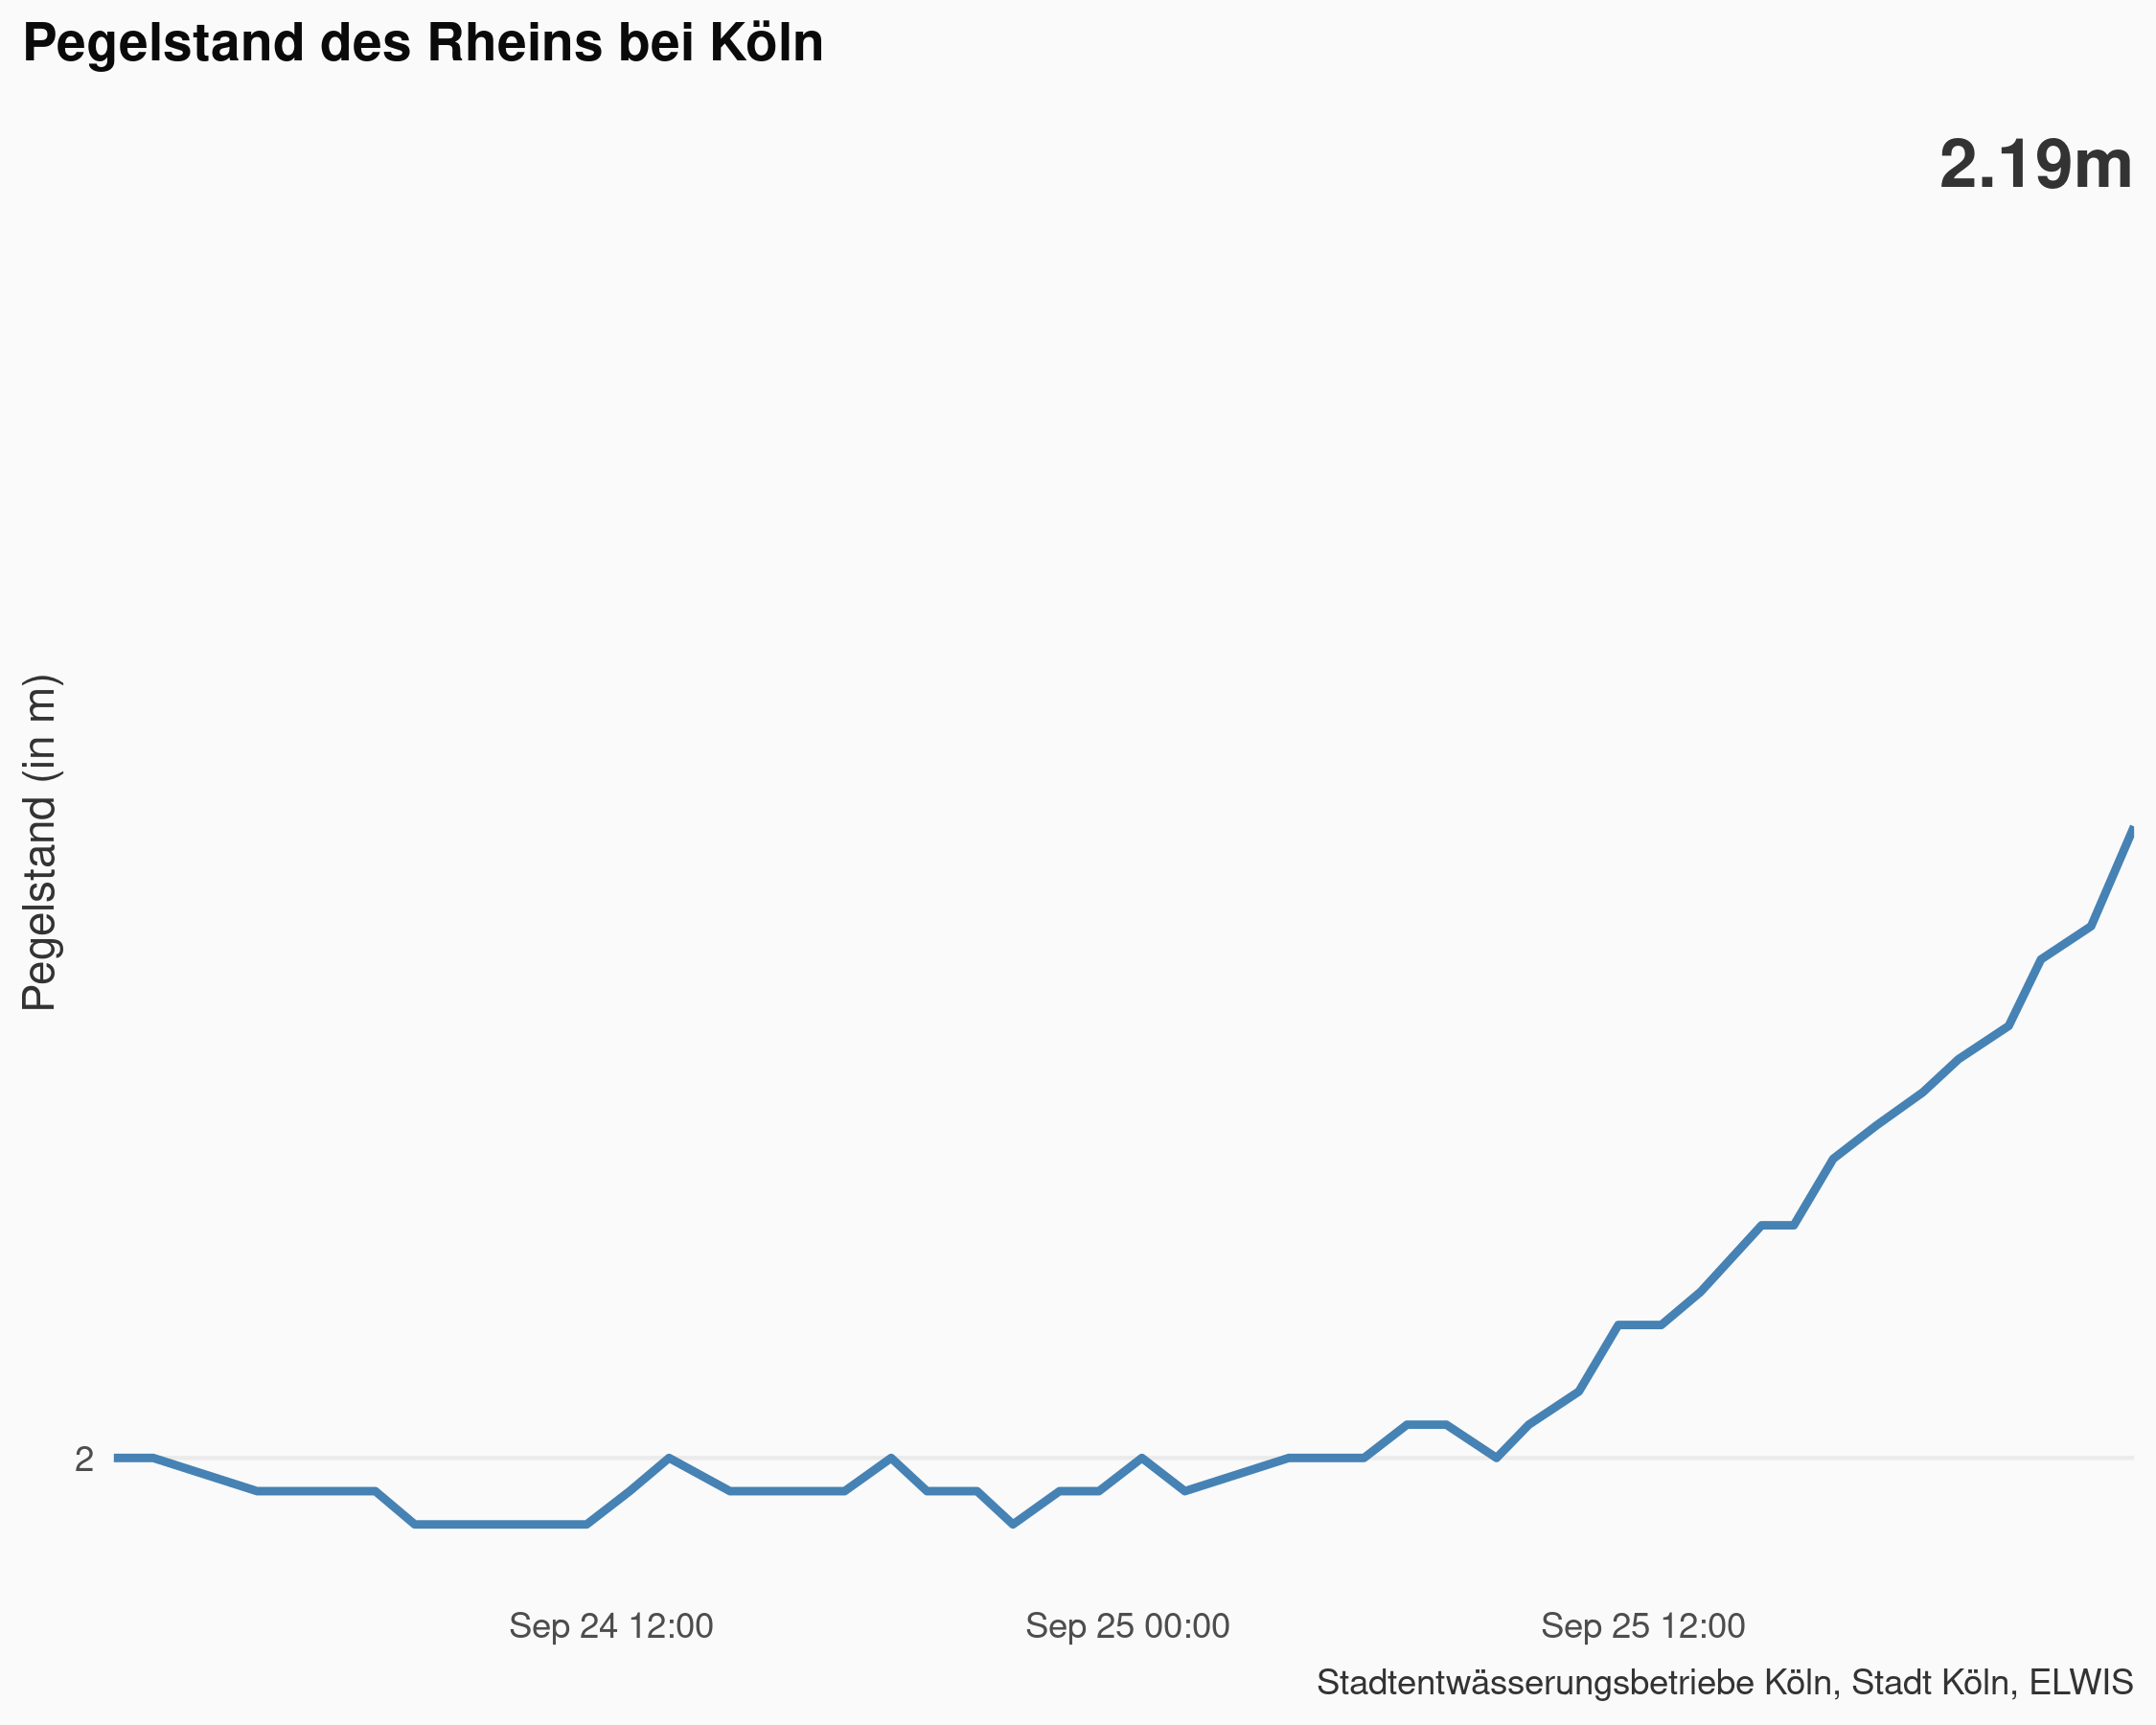 Pegelstand des Rheins bei Köln
2.19m
Pegelstand (in m)
2
Sep 24 12:00
Sep 25 00:00
Sep 25 12:00
Stadtentwässerungsbetriebe Köln, Stadt Köln, ELWIS